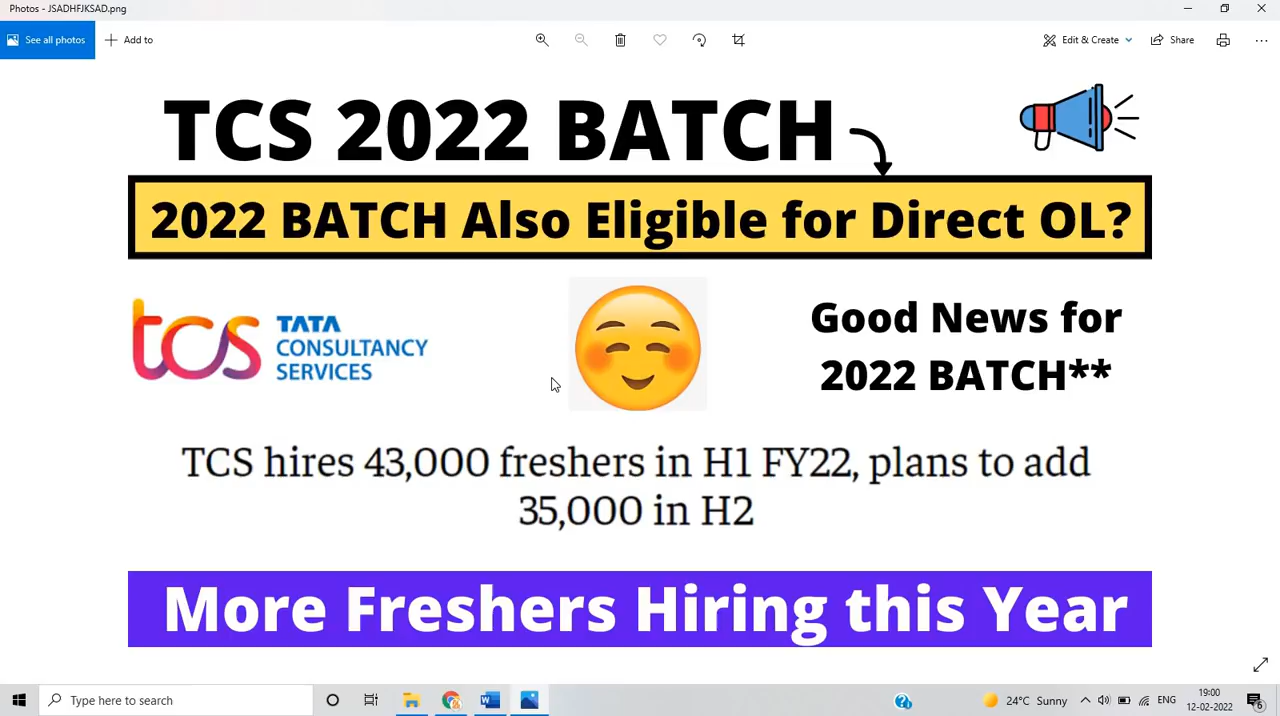 Photos - JSADHFJKSAD.png
See all photos
Add to
Edit & Create
Share
TCS 2022 BATCH
2022 BATCH Also Eligible for Direct OL?
tcs TATA
CONSULTANCY
SERVICES
Good News for
2022 BATCH**
TCS hires 43,000 freshers in H1 FY22, plans to add
35,000 in H2
More Freshers Hiring this Year
Type here to search
24°C Sunny
ENG
19:00
12-02-2022
6